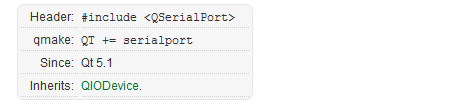 Header: #include <QSerialPort>
qmake: QT += serialport
Since: Qt 5.1
Inherits: QIODevice.